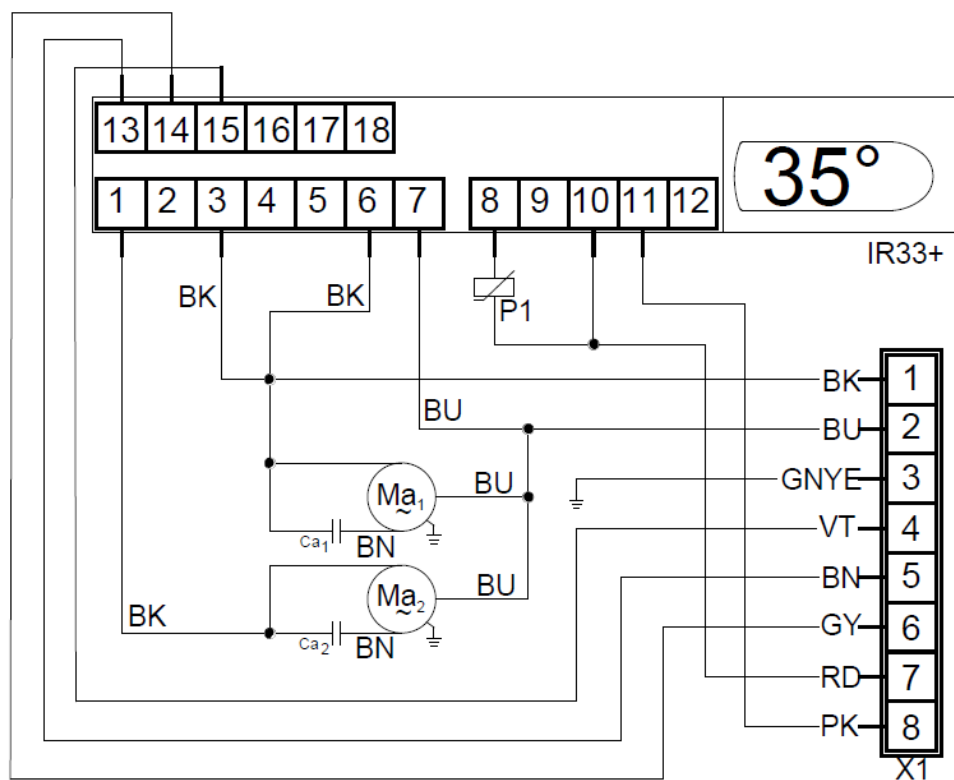 13 14 15 16 17 18
35°
1 2 3 4 5 6 7 8 9 10 11 12
IR33+
BK BK P1
BK 1
BU
BU 2
GNYE 3
Ma1 BU
~
Ca1 BN
VT 4
BN 5
Ma2 BU
~
BK
Ca2 BN
GY 6
RD 7
PK 8
X1